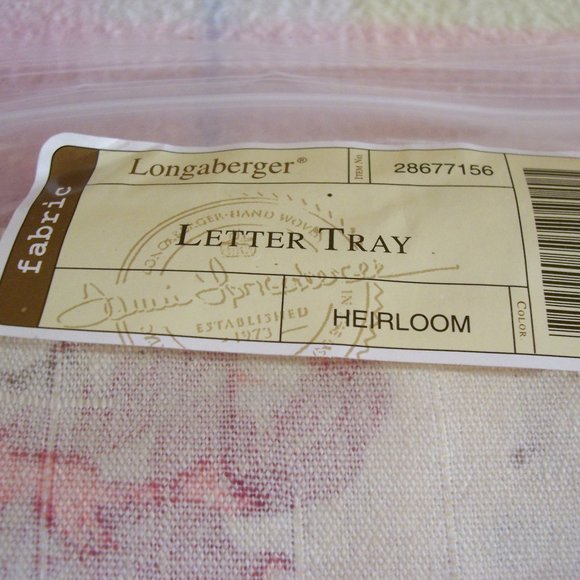 fabric
Longaberger®
ITEM NO.
28677156
LETTER TRAY
HEIRLOOM
COLOR
ESTABLISHED
1973